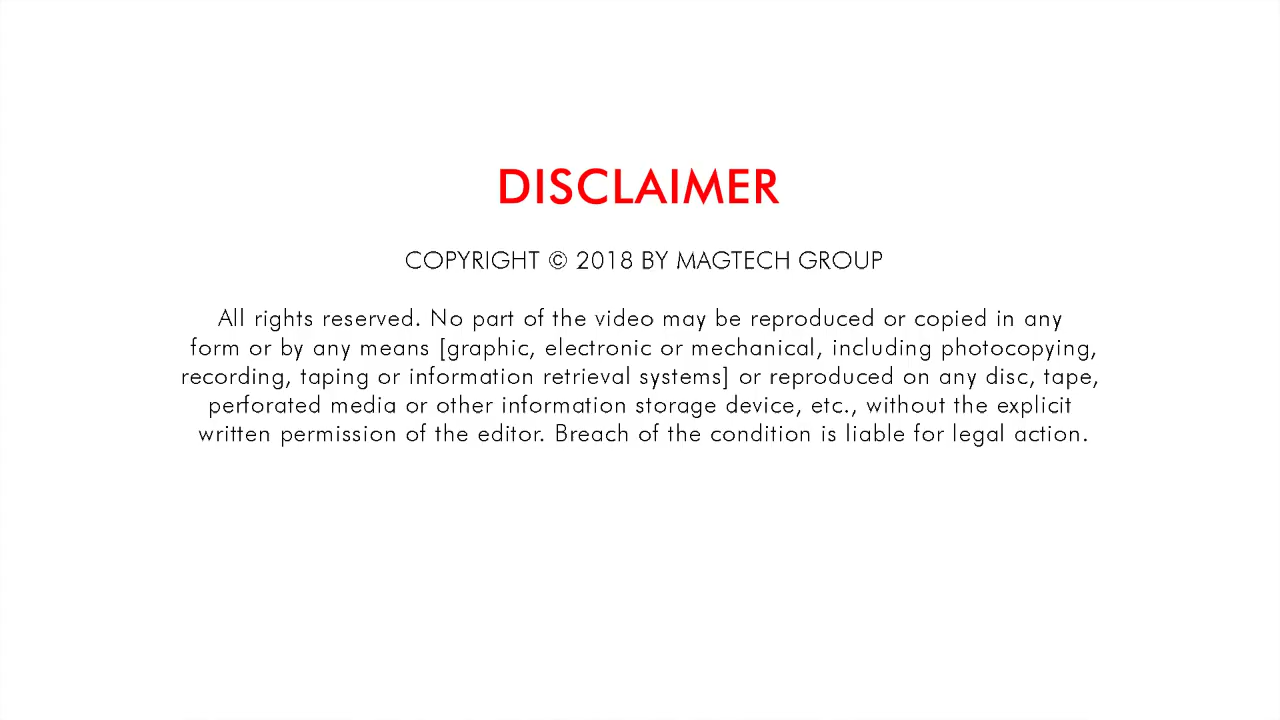 DISCLAIMER
COPYRIGHT © 2018 BY MAGTECH GROUP
All rights reserved. No part of the video may be reproduced or copied in any
form or by any means [graphic, electronic or mechanical, including photocopying,
recording, taping or information retrieval systems] or reproduced on any disc, tape,
perforated media or other information storage device, etc., without the explicit
written permission of the editor. Breach of the condition is liable for legal action.